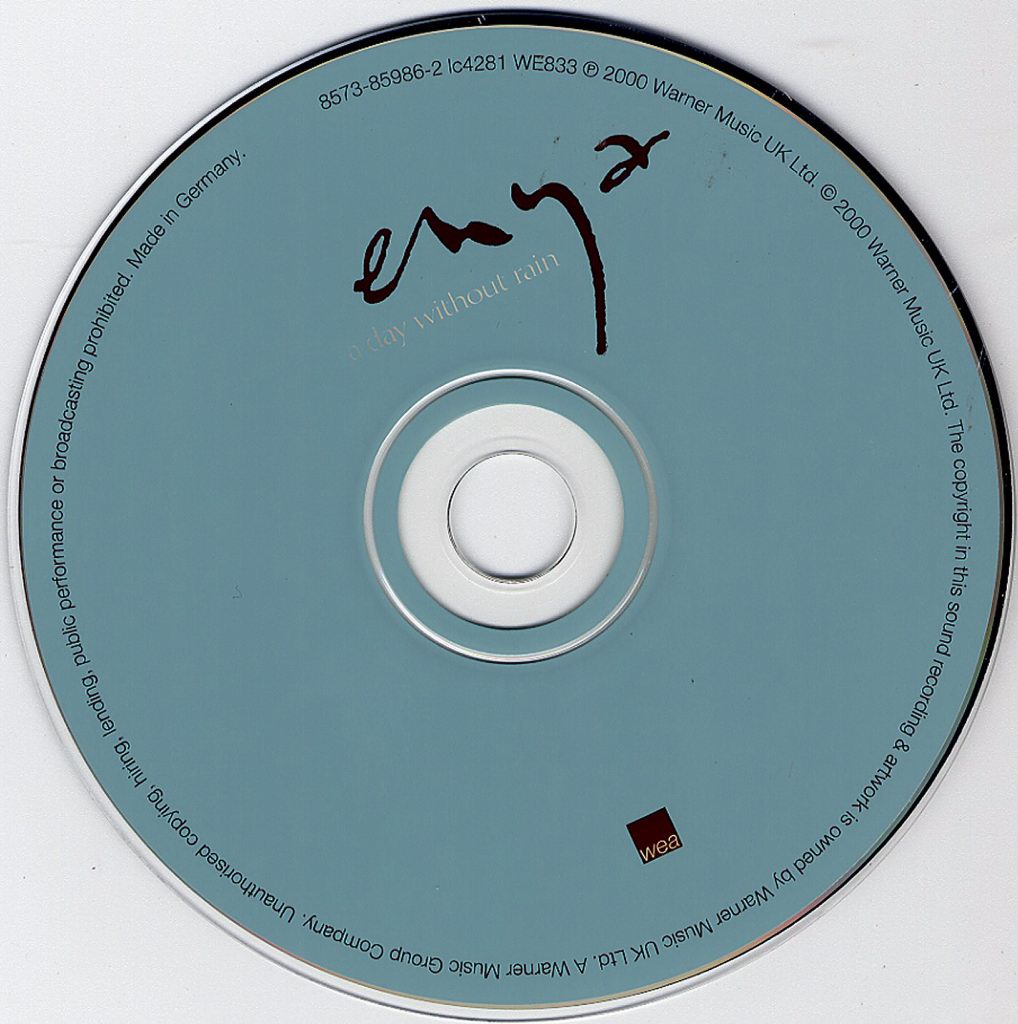 8573-85986-2 lc4281 WE833 ℗ 2000 Warner Music UK Ltd. © 2000 Warner Music UK Ltd. The copyright in this sound recording & artwork is owned by Warner Music UK Ltd. A Warner Music Group Company. Unauthorised copying, hiring, lending, public performance or broadcasting prohibited. Made in Germany.
enya
a day without rain
wea